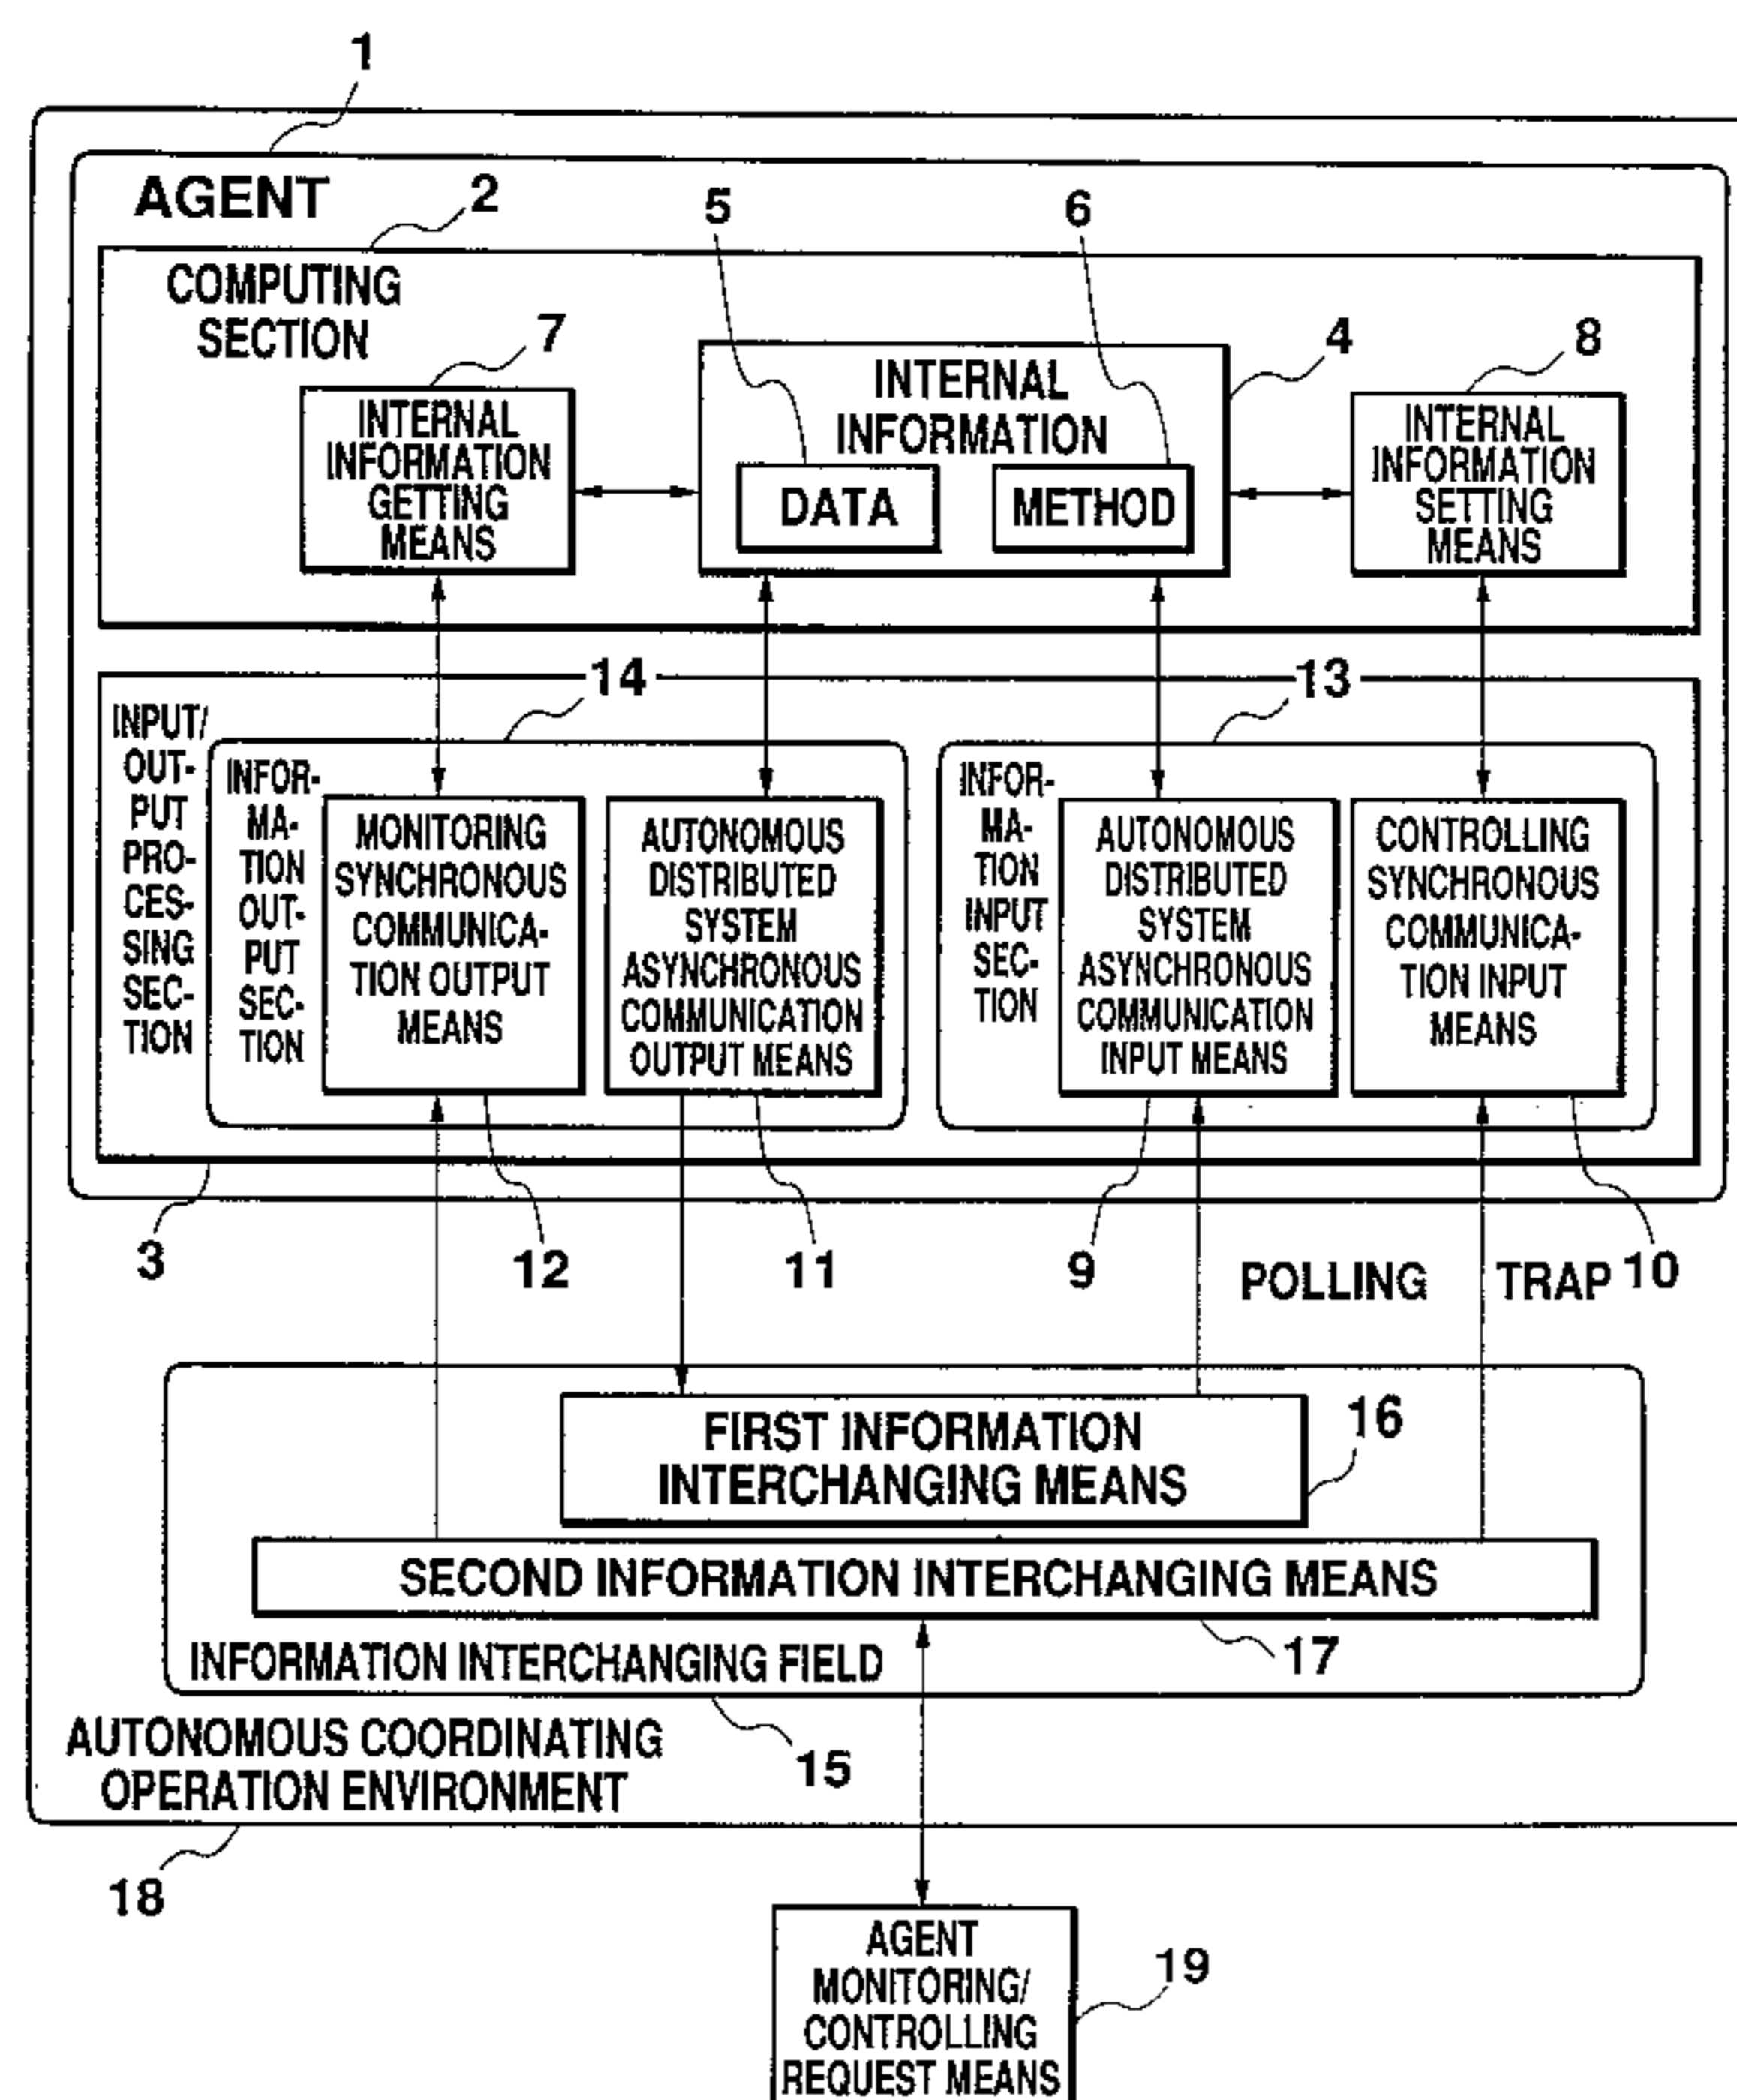 1
AGENT
2
5
6
COMPUTING
SECTION
7
4
8
INTERNAL
INFORMATION
GETTING
MEANS
INTERNAL
INFORMATION
DATA
METHOD
INTERNAL
INFORMATION
SETTING
MEANS
14
13
INPUT/
OUT-
PUT
PRO-
CES-
SING
SEC-
TION
INFOR-
MA-
TION
OUT-
PUT
SEC-
TION
MONITORING
SYNCHRONOUS
COMMUNICA-
TION OUTPUT
MEANS
AUTONOMOUS
DISTRIBUTED
SYSTEM
ASYNCHRONOUS
COMMUNICATION
OUTPUT MEANS
INFOR-
MA-
TION
INPUT
SEC-
TION
AUTONOMOUS
DISTRIBUTED
SYSTEM
ASYNCHRONOUS
COMMUNICATION
INPUT MEANS
CONTROLLING
SYNCHRONOUS
COMMUNICA-
TION INPUT
MEANS
3
12
11
9
POLLING
TRAP
10
FIRST INFORMATION
INTERCHANGING MEANS
16
SECOND INFORMATION INTERCHANGING MEANS
INFORMATION INTERCHANGING FIELD
17
AUTONOMOUS COORDINATING
OPERATION ENVIRONMENT
15
18
AGENT
MONITORING/
CONTROLLING
REQUEST MEANS
19